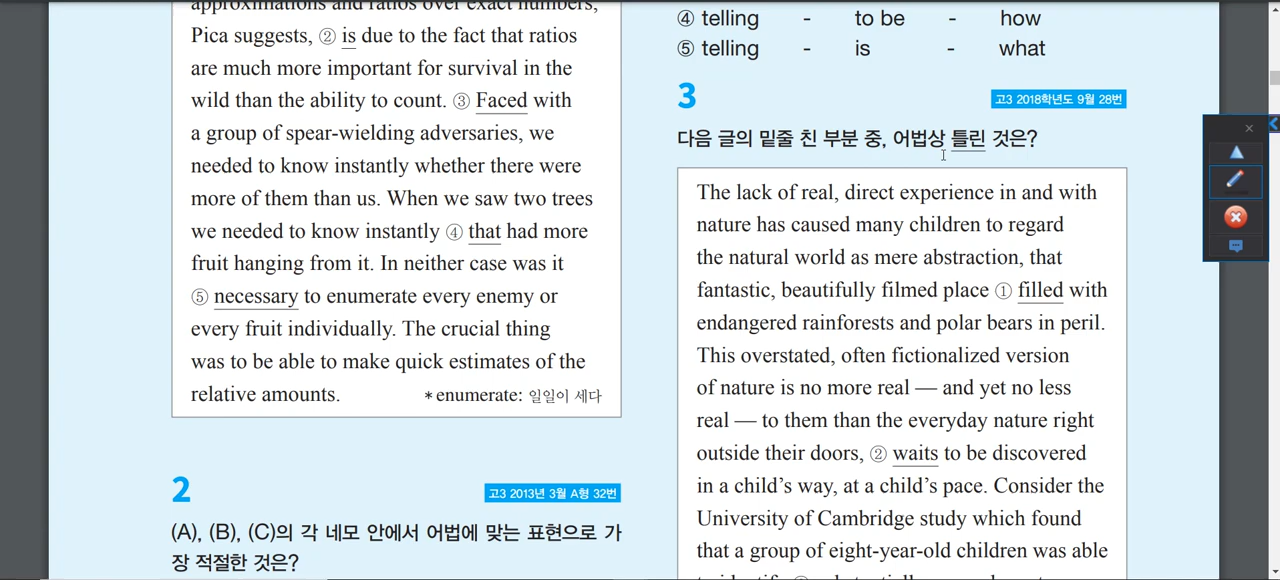 approximations and ratios over exact numbers,
Pica suggests, ② is due to the fact that ratios
are much more important for survival in the
wild than the ability to count. ③ Faced with
a group of spear-wielding adversaries, we
needed to know instantly whether there were
more of them than us. When we saw two trees
we needed to know instantly ④ that had more
fruit hanging from it. In neither case was it
⑤ necessary to enumerate every enemy or
every fruit individually. The crucial thing
was to be able to make quick estimates of the
relative amounts.
*enumerate: 일일이 세다
2
고3 2013년 3월 A형 32번
(A), (B), (C)의 각 네모 안에서 어법에 맞는 표현으로 가
장 적절한 것은?
④ telling - to be - how
⑤ telling - is - what
3
고3 2018학년도 9월 28번
다음 글의 밑줄 친 부분 중, 어법상 틀린 것은?
The lack of real, direct experience in and with
nature has caused many children to regard
the natural world as mere abstraction, that
fantastic, beautifully filmed place ① filled with
endangered rainforests and polar bears in peril.
This overstated, often fictionalized version
of nature is no more real — and yet no less
real — to them than the everyday nature right
outside their doors, ② waits to be discovered
in a child's way, at a child's pace. Consider the
University of Cambridge study which found
that a group of eight-year-old children was able